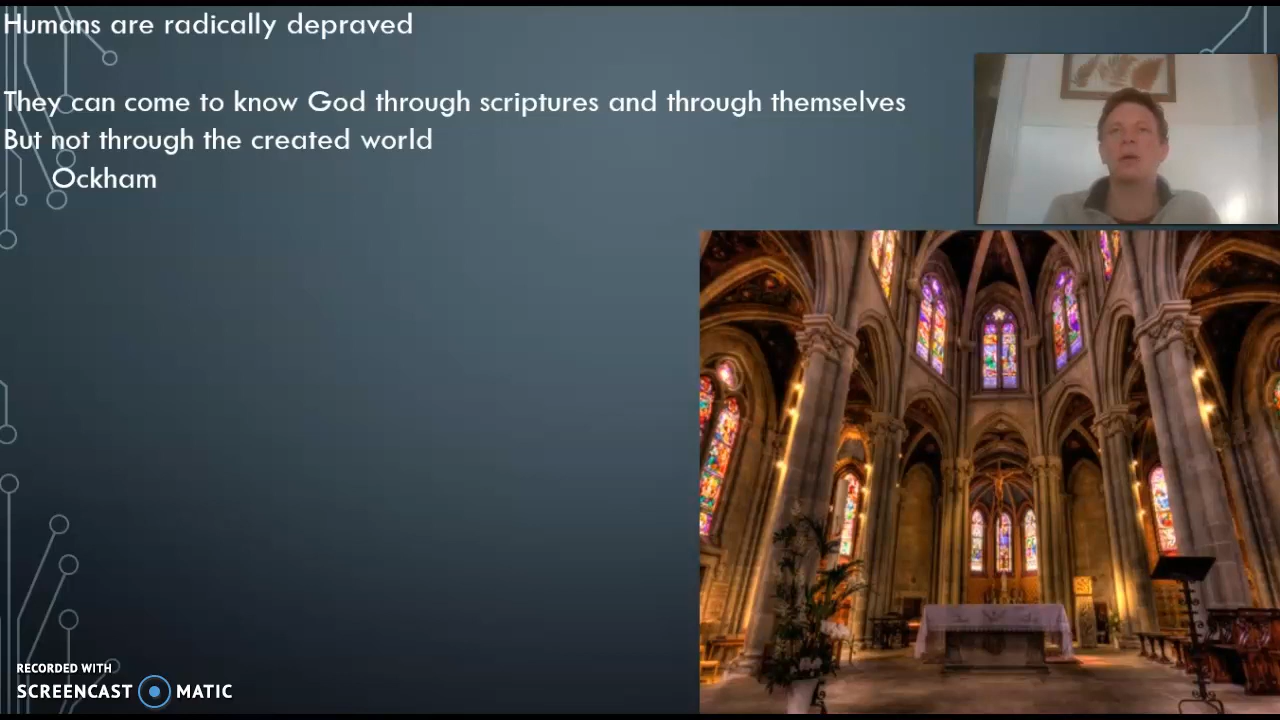 Humans are radically depraved
They can come to know God through scriptures and through themselves
But not through the created world
Ockham
RECORDED WITH
SCREENCAST MATIC